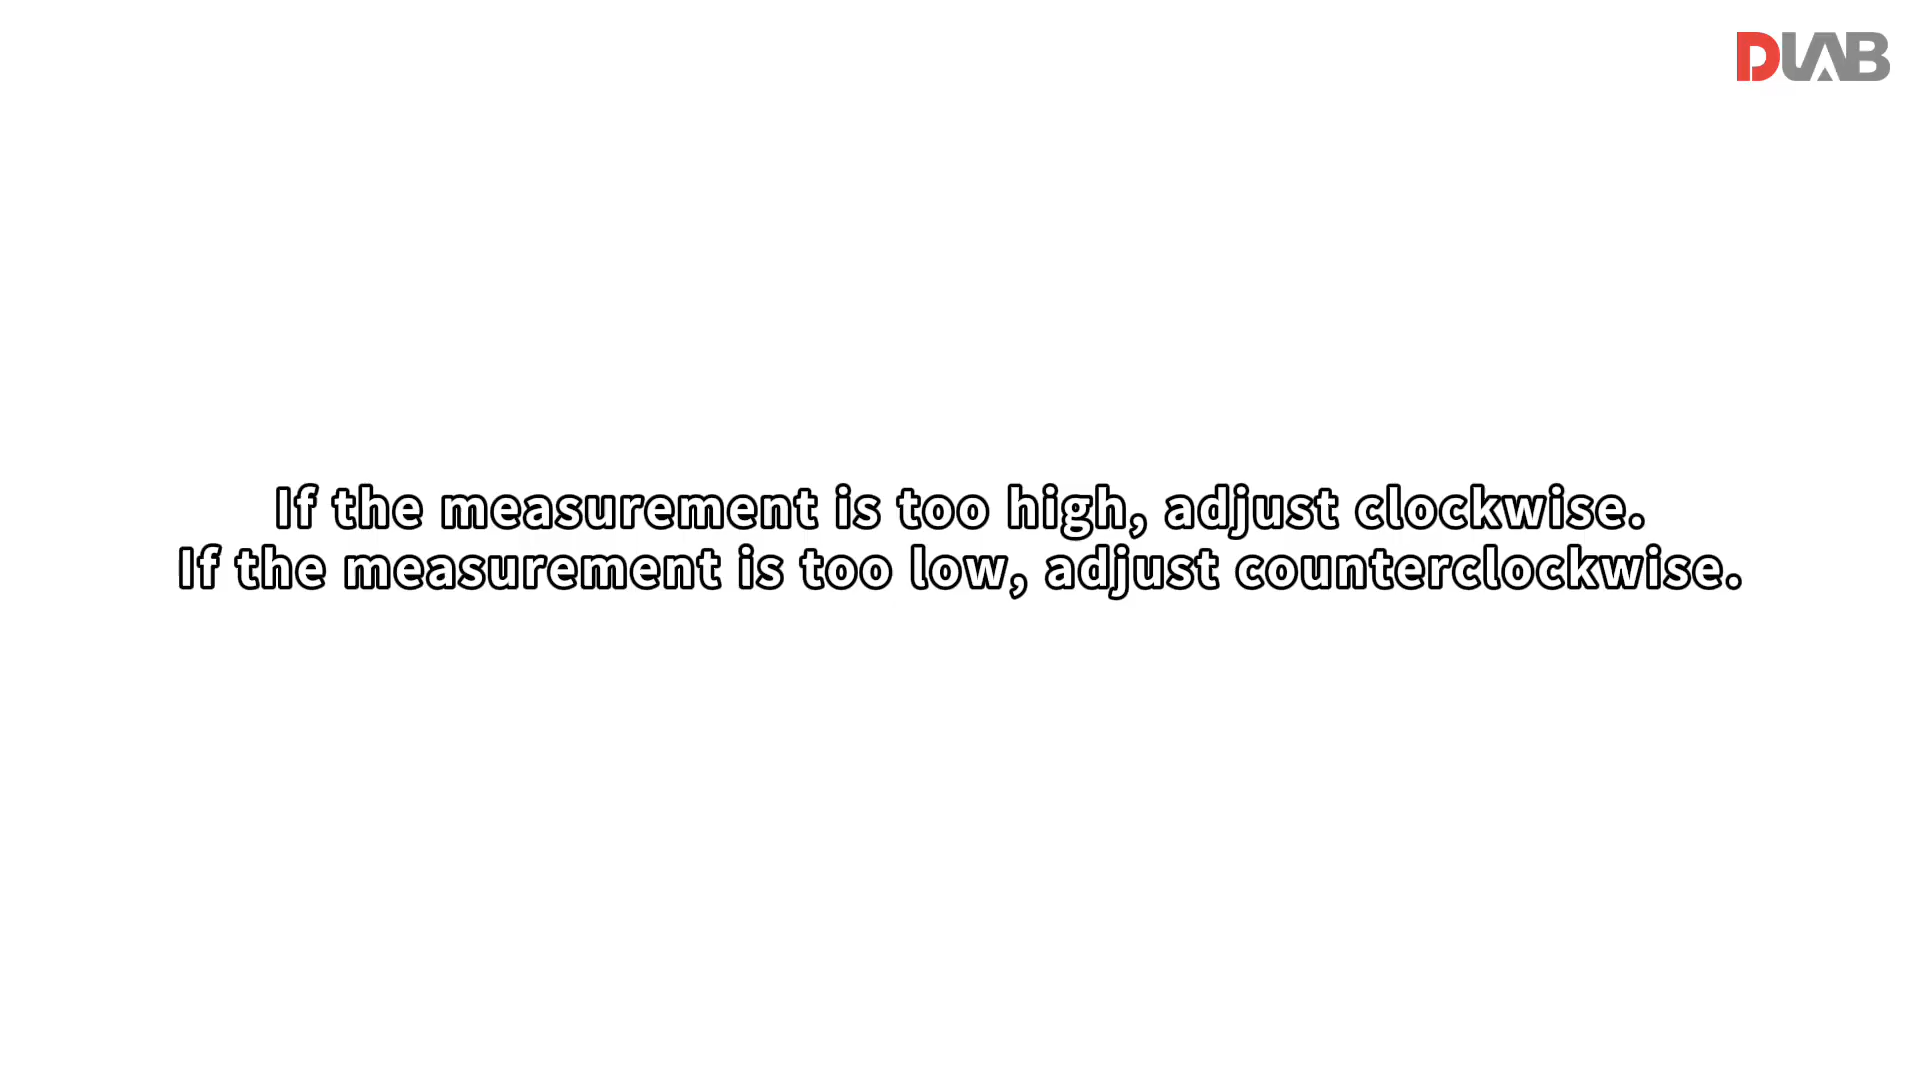 DLAB
If the measurement is too high, adjust clockwise.
If the measurement is too low, adjust counterclockwise.